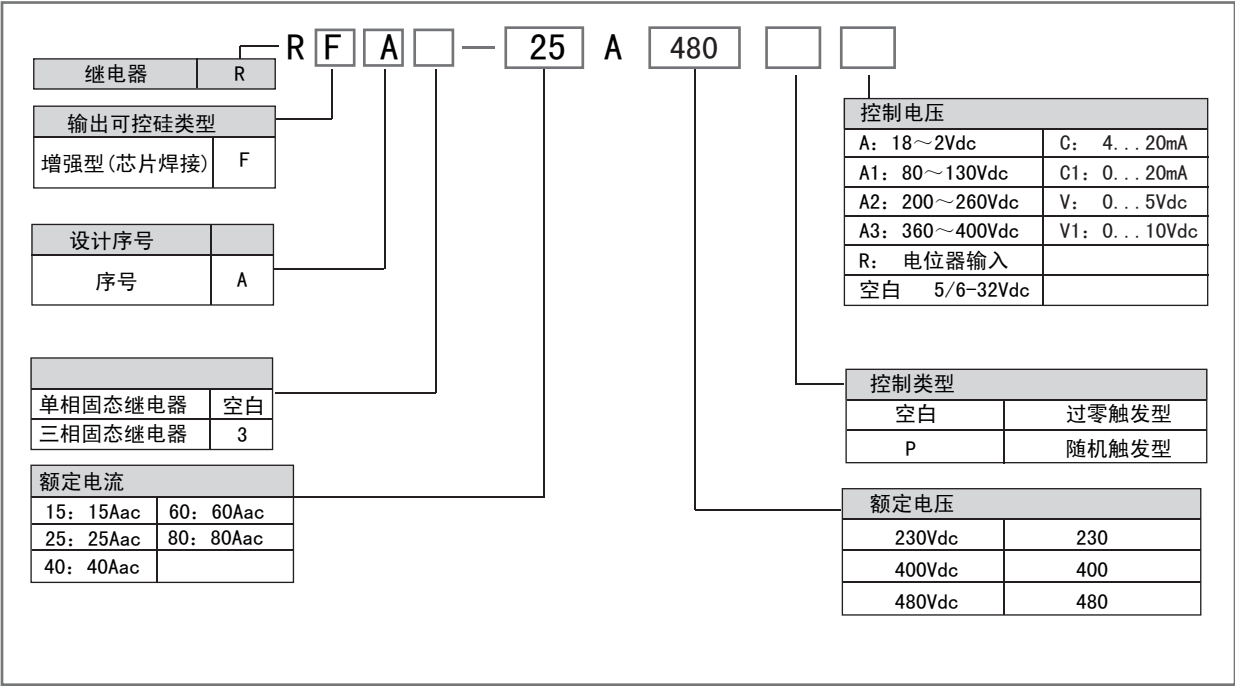 R F A — 25 A 480
继电器 R
输出可控硅类型
增强型(芯片焊接) F
设计序号
序号 A
单相固态继电器 空白
三相固态继电器 3
额定电流
15: 15Aac 60: 60Aac
25: 25Aac 80: 80Aac
40: 40Aac
控制电压
A: 18～2Vdc C: 4...20mA
A1: 80～130Vdc C1: 0...20mA
A2: 200～260Vdc V: 0...5Vdc
A3: 360～400Vdc V1: 0...10Vdc
R: 电位器输入
空白 5/6-32Vdc
控制类型
空白 过零触发型
P 随机触发型
额定电压
230Vdc 230
400Vdc 400
480Vdc 480